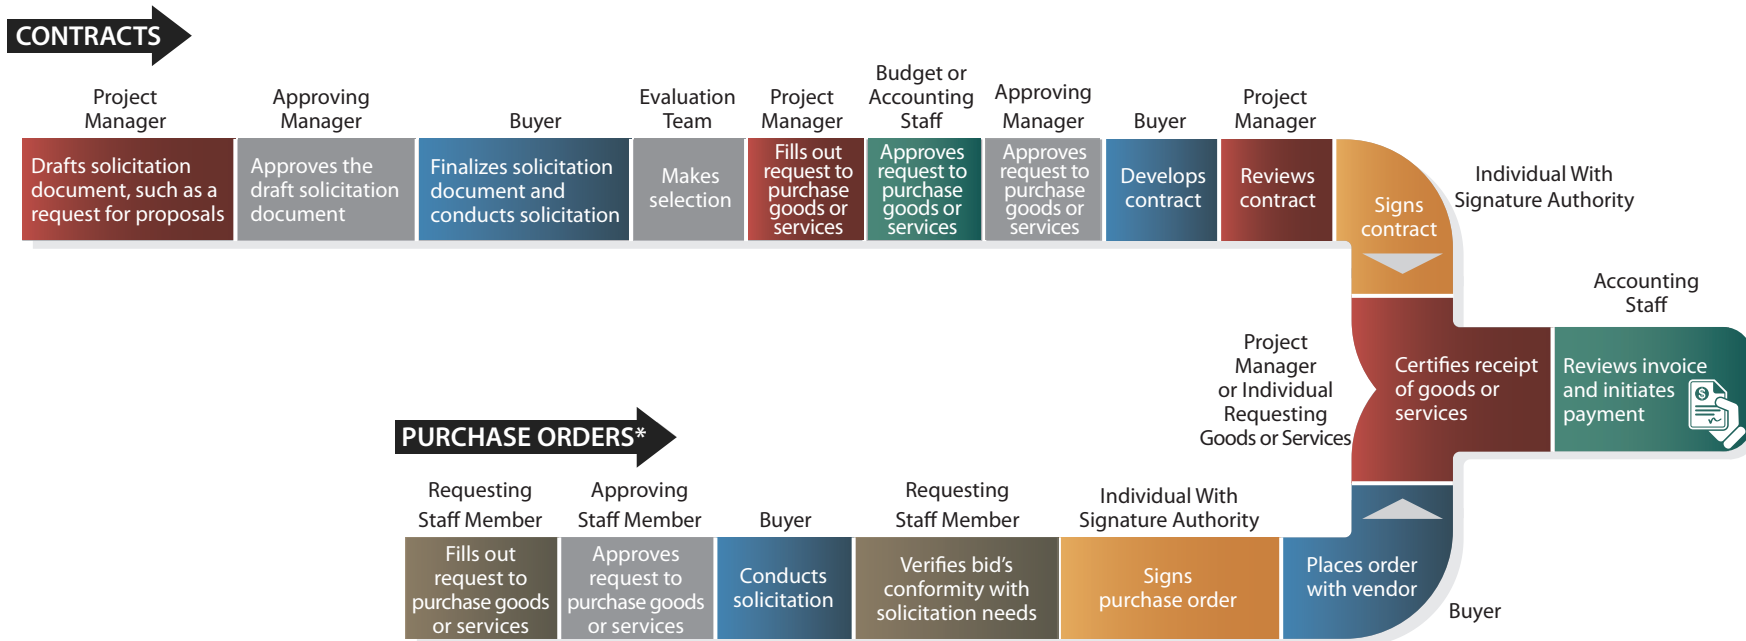 CONTRACTS
Project
Manager
Drafts solicitation
document, such as a
request for proposals
Approving
Manager
Approves the
draft solicitation
document
Buyer
Finalizes solicitation
document and
conducts solicitation
Evaluation
Team
Makes
selection
Project
Manager
Fills out
request to
purchase
goods or
services
Budget or
Accounting
Staff
Approves
request to
purchase
goods or
services
Approving
Manager
Approves
request to
purchase
goods or
services
Buyer
Develops
contract
Project
Manager
Reviews
contract
Individual With
Signature Authority
Signs
contract
PURCHASE ORDERS*
Requesting
Staff Member
Fills out
request to
purchase goods
or services
Approving
Staff Member
Approves
request to
purchase goods
or services
Buyer
Conducts
solicitation
Requesting
Staff Member
Verifies bid’s
conformity with
solicitation needs
Individual With
Signature Authority
Signs
purchase order
Places order
with vendor
Buyer
Project
Manager
or Individual
Requesting
Goods or Services
Certifies receipt
of goods or
services
Accounting
Staff
Reviews invoice
and initiates
payment
$